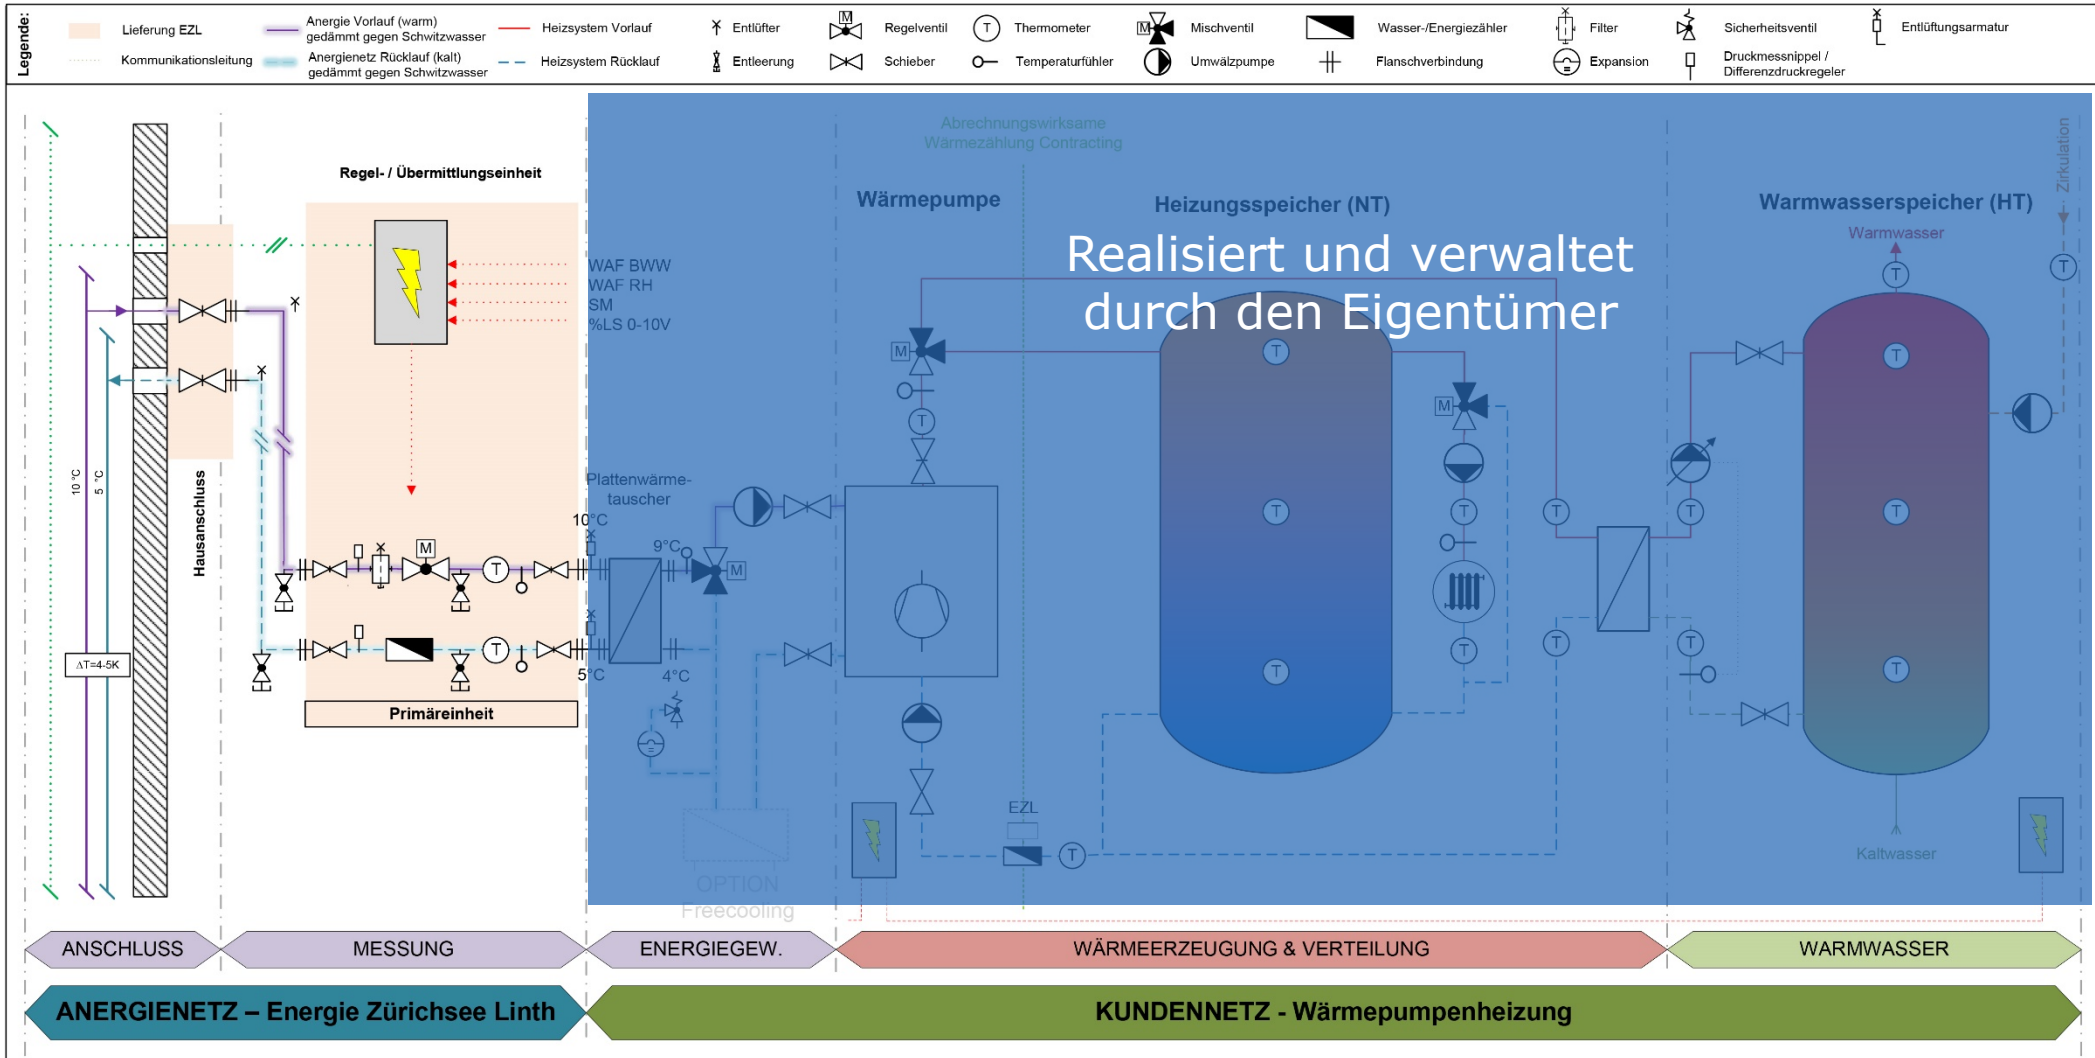 Legende:
Lieferung EZL
Kommunikationsleitung
Anergie Vorlauf (warm)
gedämmt gegen Schwitzwasser
Anergienetz Rücklauf (kalt)
gedämmt gegen Schwitzwasser
Heizsystem Vorlauf
Heizsystem Rücklauf
Entlüfter
Entleerung
M
Regelventil
Schieber
T
Thermometer
Temperaturfühler
M
Mischventil
Umwälzpumpe
Wasser-/Energiezähler
Flanschverbindung
Filter
Expansion
Sicherheitsventil
Druckmessnippel /
Differenzdruckregeler
Entlüftungsarmatur
Abrechnungswirksame
Wärmezählung Contracting
Zirkulation
Regel- / Übermittlungseinheit
Wärmepumpe
Heizungsspeicher (NT)
Warmwasserspeicher (HT)
Warmwasser
Realisiert und verwaltet
durch den Eigentümer
WAF BWW
WAF RH
SM
%LS 0-10V
T
T
M
T
T
M
T
10 °C
5 °C
Hausanschluss
Plattenwärme-
tauscher
10°C
9°C
M
T
M
T
T
T
T
T
T
T
5°C
4°C
T
T
T
T
T
ΔT=4-5K
Primäreinheit
EZL
T
Kaltwasser
OPTION
Freecooling
ANSCHLUSS
MESSUNG
ENERGIEGEW.
WÄRMEERZEUGUNG & VERTEILUNG
WARMWASSER
ANERGIENETZ – Energie Zürichsee Linth
KUNDENNETZ - Wärmepumpenheizung